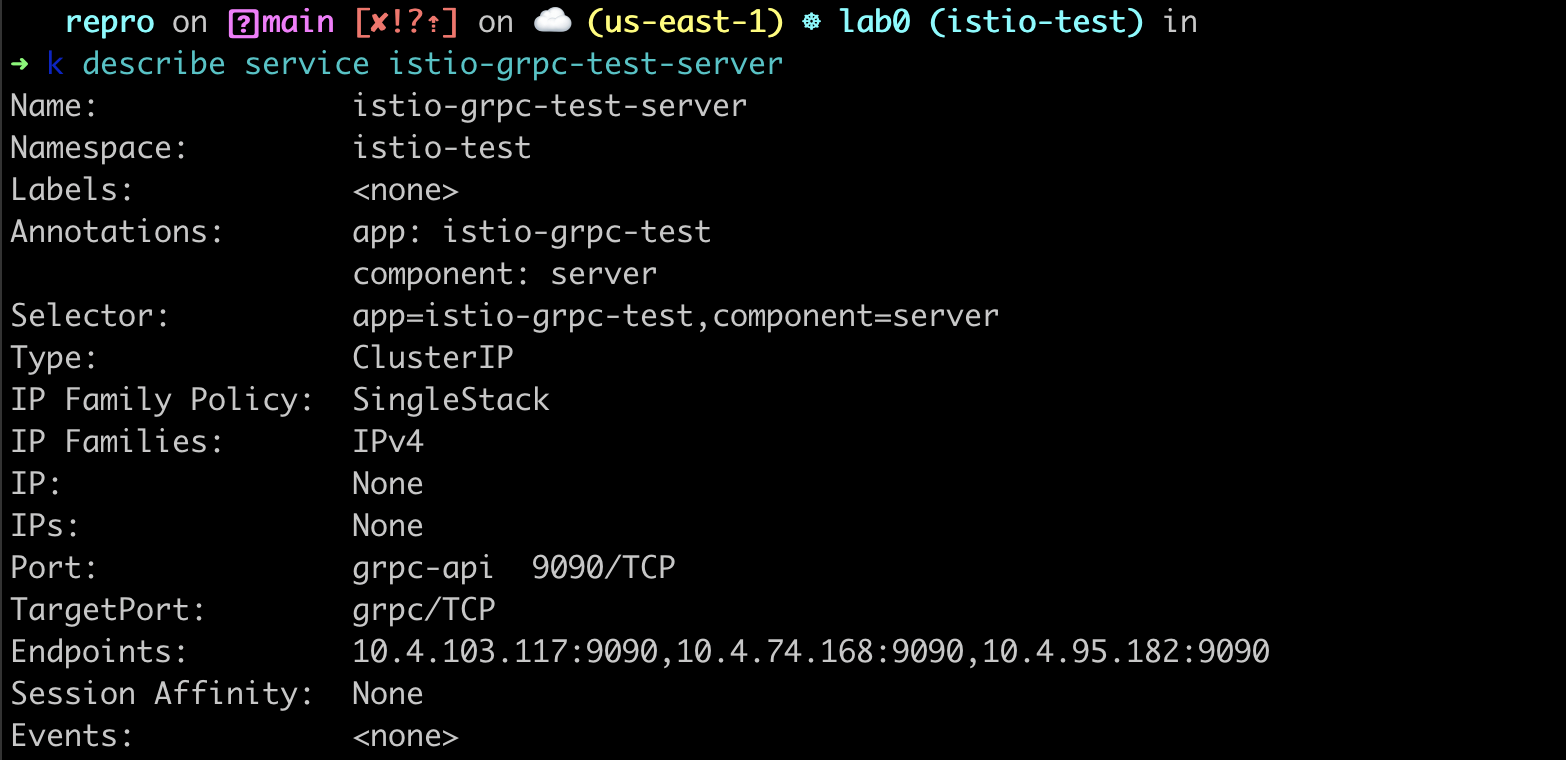 repro on ?main [✘!?⇡] on ☁️ (us-east-1) ☸ lab0 (istio-test) in
→ k describe service istio-grpc-test-server
Name: istio-grpc-test-server
Namespace: istio-test
Labels: <none>
Annotations: app: istio-grpc-test
component: server
Selector: app=istio-grpc-test,component=server
Type: ClusterIP
IP Family Policy: SingleStack
IP Families: IPv4
IP: None
IPs: None
Port: grpc-api 9090/TCP
TargetPort: grpc/TCP
Endpoints: 10.4.103.117:9090,10.4.74.168:9090,10.4.95.182:9090
Session Affinity: None
Events: <none>